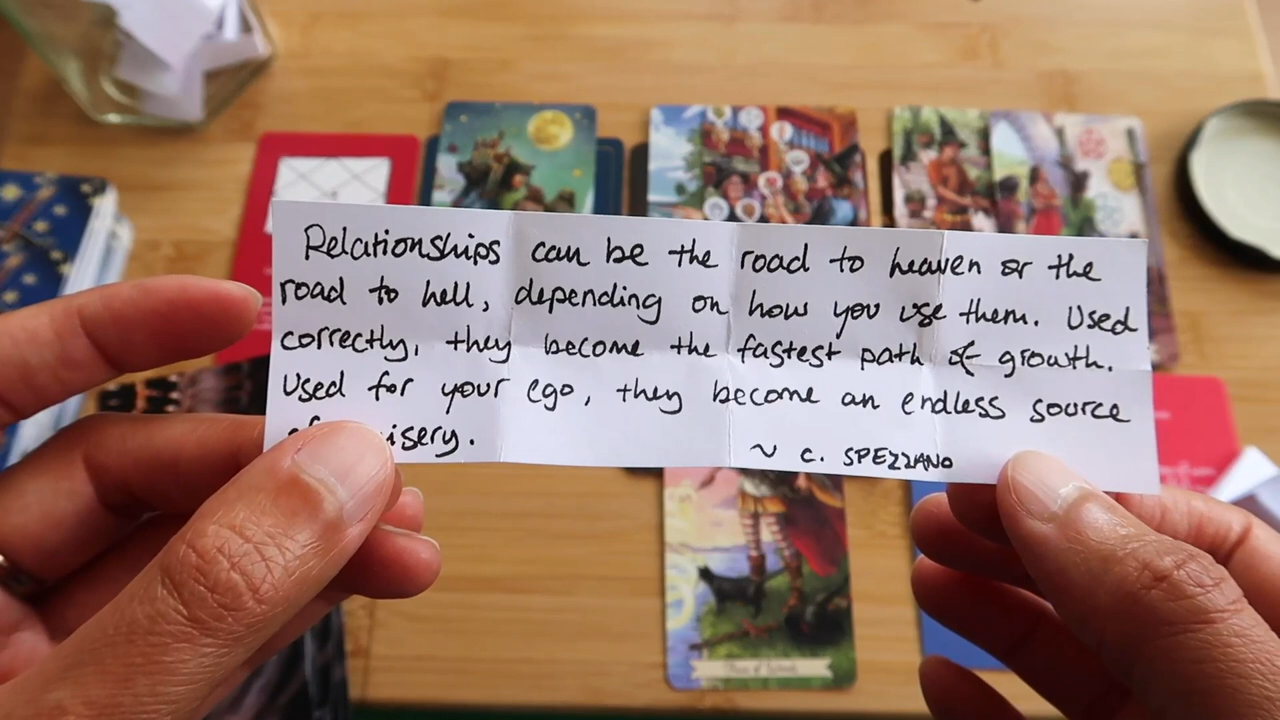 Relationships can be the road to heaven or the
road to hell, depending on how you use them. Used
correctly, they become the fastest path of growth.
Used for your ego, they become an endless source
~ C. SPEZZANO